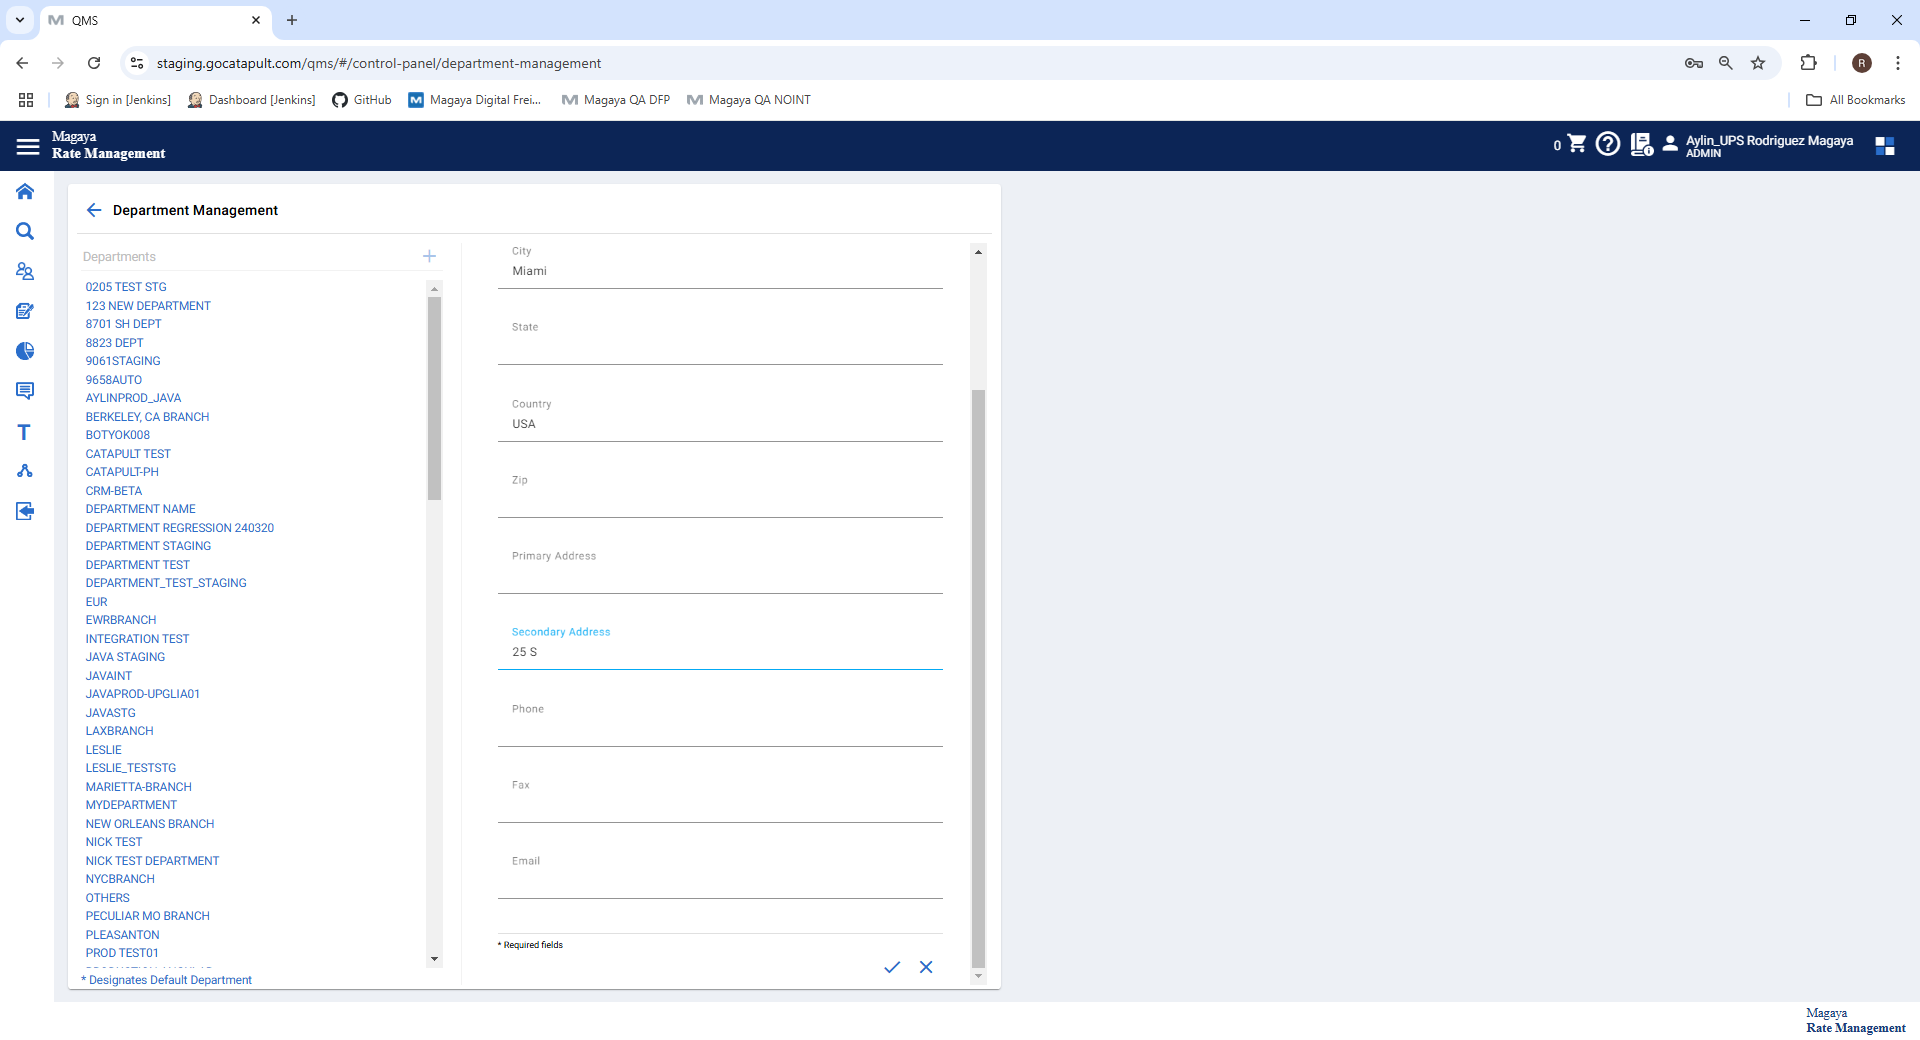 QMS
staging.gocatapult.com/qms/#/control-panel/department-management
R
Sign in [Jenkins]
Dashboard [Jenkins]
GitHub
Magaya Digital Frei...
Magaya QA DFP
Magaya QA NOINT
All Bookmarks
Magaya
Rate Management
0
Aylin_UPS Rodriguez Magaya
ADMIN
Department Management
Departments
0205 TEST STG
123 NEW DEPARTMENT
8701 SH DEPT
8823 DEPT
9061STAGING
9658AUTO
AYLINPROD_JAVA
BERKELEY, CA BRANCH
BOTYOK008
CATAPULT TEST
CATAPULT-PH
CRM-BETA
DEPARTMENT NAME
DEPARTMENT REGRESSION 240320
DEPARTMENT STAGING
DEPARTMENT TEST
DEPARTMENT_TEST_STAGING
EUR
EWRBRANCH
INTEGRATION TEST
JAVA STAGING
JAVAINT
JAVAPROD-UPGLIA01
JAVASTG
LAXBRANCH
LESLIE
LESLIE_TESTSTG
MARIETTA-BRANCH
MYDEPARTMENT
NEW ORLEANS BRANCH
NICK TEST
NICK TEST DEPARTMENT
NYCBRANCH
OTHERS
PECULIAR MO BRANCH
PLEASANTON
PROD TEST01
* Designates Default Department
City
Miami
State
Country
USA
Zip
Primary Address
Secondary Address
25 S
Phone
Fax
Email
* Required fields
Magaya
Rate Management